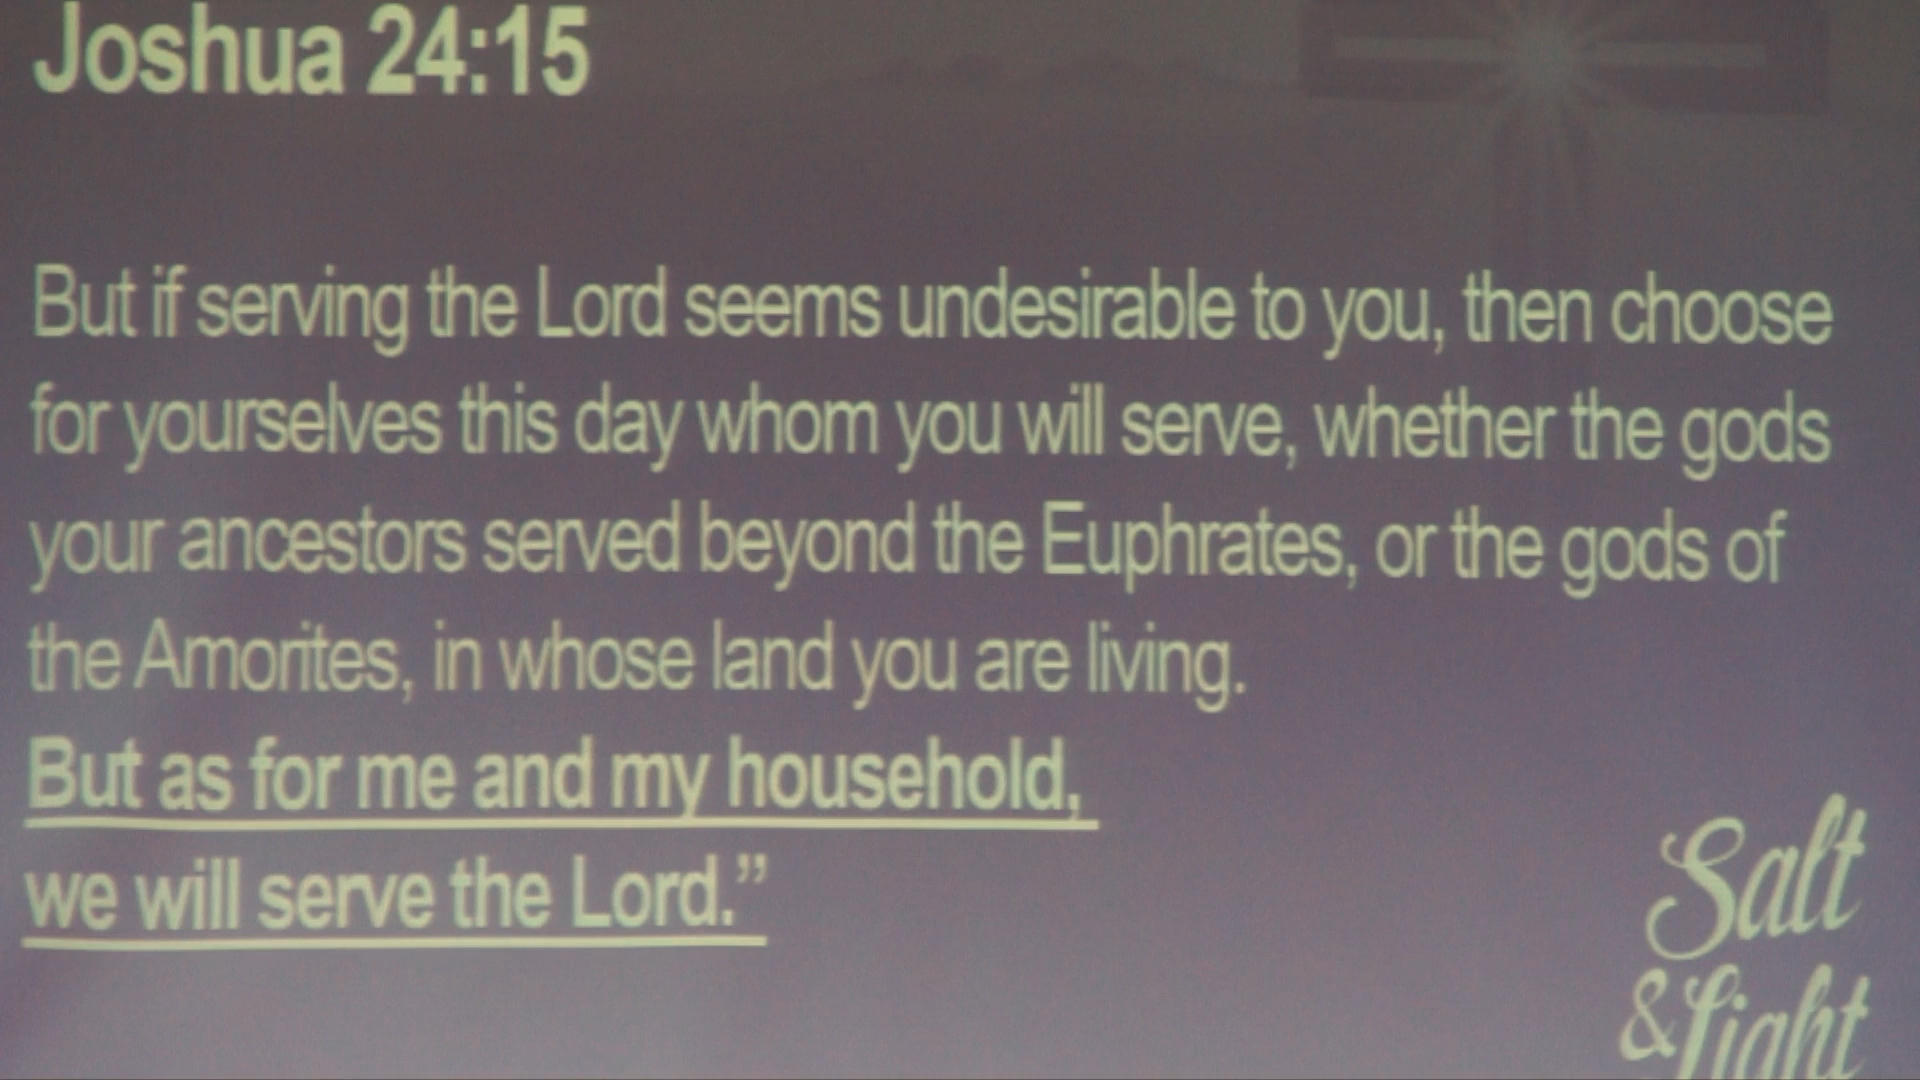 Joshua 24:15
But if serving the Lord seems undesirable to you, then choose
for yourselves this day whom you will serve, whether the gods
your ancestors served beyond the Euphrates, or the gods of
the Amorites, in whose land you are living.
But as for me and my household,
we will serve the Lord.”
Salt
& Light